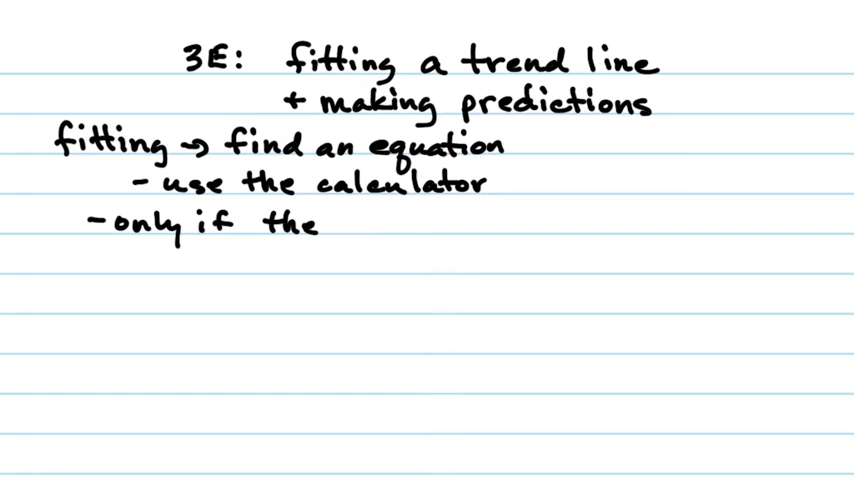 3E: fitting a trend line
+ making predictions
fitting → find an equation
- use the calculator
- only if the